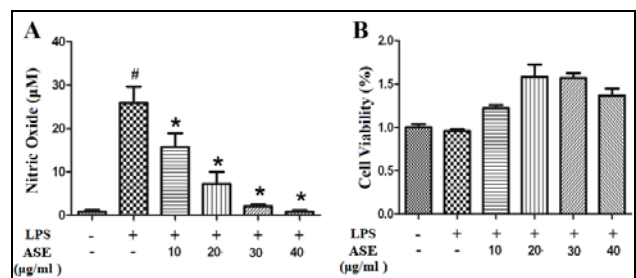 A
Nitric Oxide (μM)
40
30
20
10
0
#
*
*
*
*
LPS - + + + + +
ASE - - 10 20 30 40
(μg/ml )
B
Cell Viability (%)
2.0
1.5
1.0
0.5
0.0
LPS - + + + + +
ASE - - 10 20 30 40
(μg/ml )